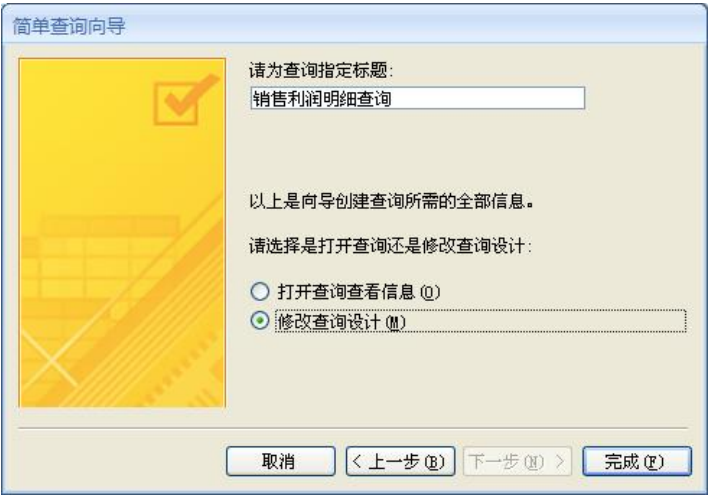 简单查询向导
请为查询指定标题:
销售利润明细查询
以上是向导创建查询所需的全部信息。
请选择是打开查询还是修改查询设计:
打开查询查看信息(O)
修改查询设计(M)
取消 < 上一步(B) 下一步(N) > 完成(F)